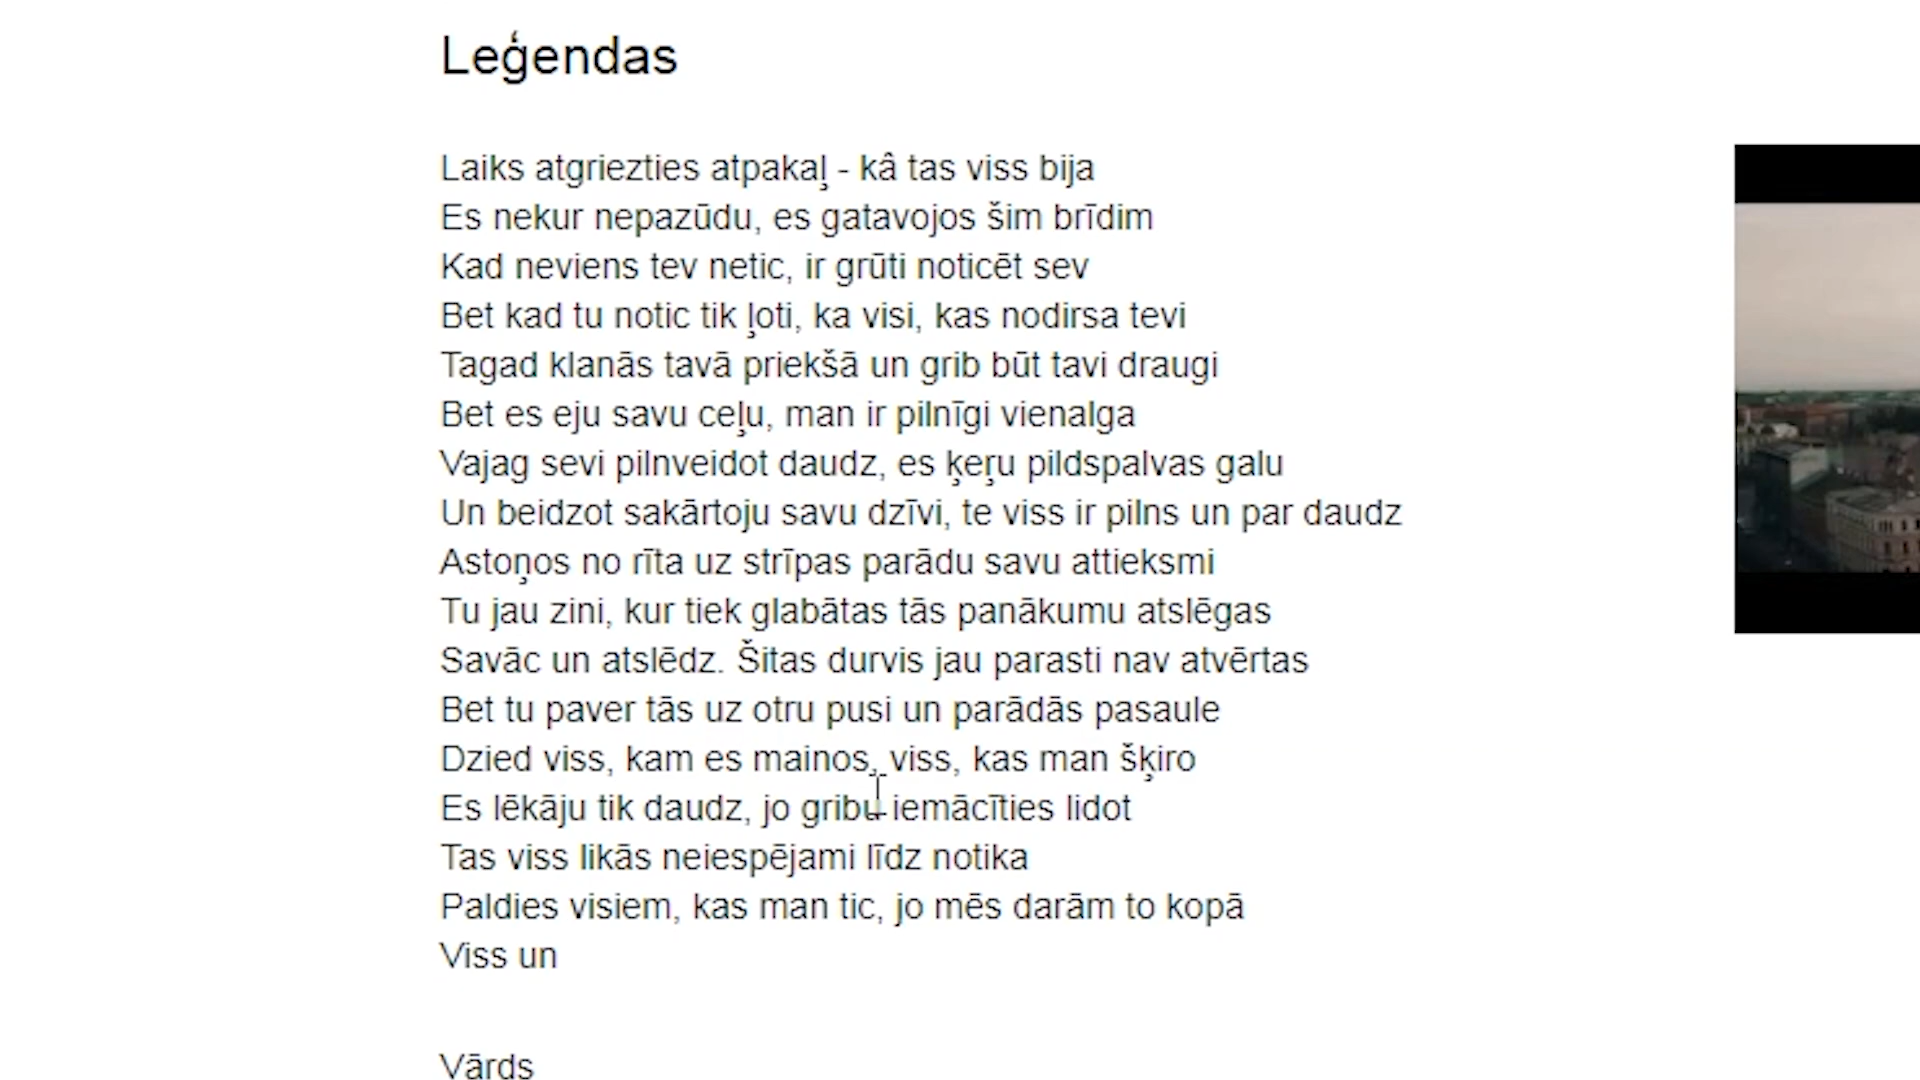 Leģendas
Laiks atgriezties atpakaļ - kâ tas viss bija
Es nekur nepazūdu, es gatavojos šim brīdim
Kad neviens tev netic, ir grūti noticēt sev
Bet kad tu notic tik ļoti, ka visi, kas nodirsa tevi
Tagad klanās tavā priekšā un grib būt tavi draugi
Bet es eju savu ceļu, man ir pilnīgi vienalga
Vajag sevi pilnveidot daudz, es ķeŗu pildspalvas galu
Un beidzot sakārtoju savu dzīvi, te viss ir pilns un par daudz
Astoņos no rīta uz strīpas parādu savu attieksmi
Tu jau zini, kur tiek glabātas tās panākumu atslēgas
Savāc un atslēdz. Šitas durvis jau parasti nav atvērtas
Bet tu paver tās uz otru pusi un parādās pasaule
Dzied viss, kam es mainos, viss, kas man šķiro
Es lēkāju tik daudz, jo gribu iemācīties lidot
Tas viss likās neiespējami līdz notika
Paldies visiem, kas man tic, jo mēs darām to kopā
Viss un
Vārds